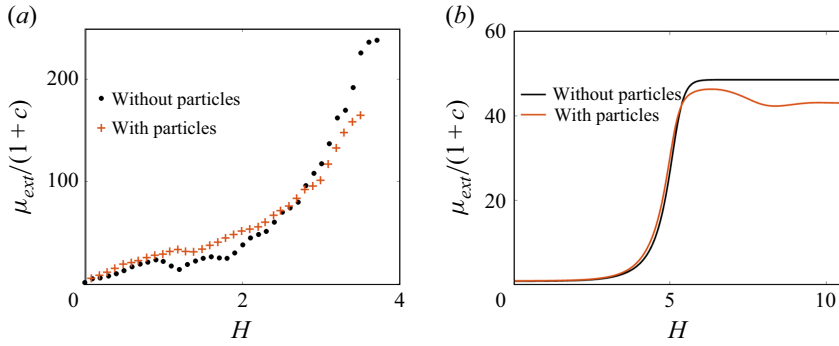 (a)
200
100
0
μ_ext/(1 + c)
Without particles
With particles
0 2 4
H
(b)
60
40
20
0
μ_ext/(1 + c)
Without particles
With particles
5 10
H